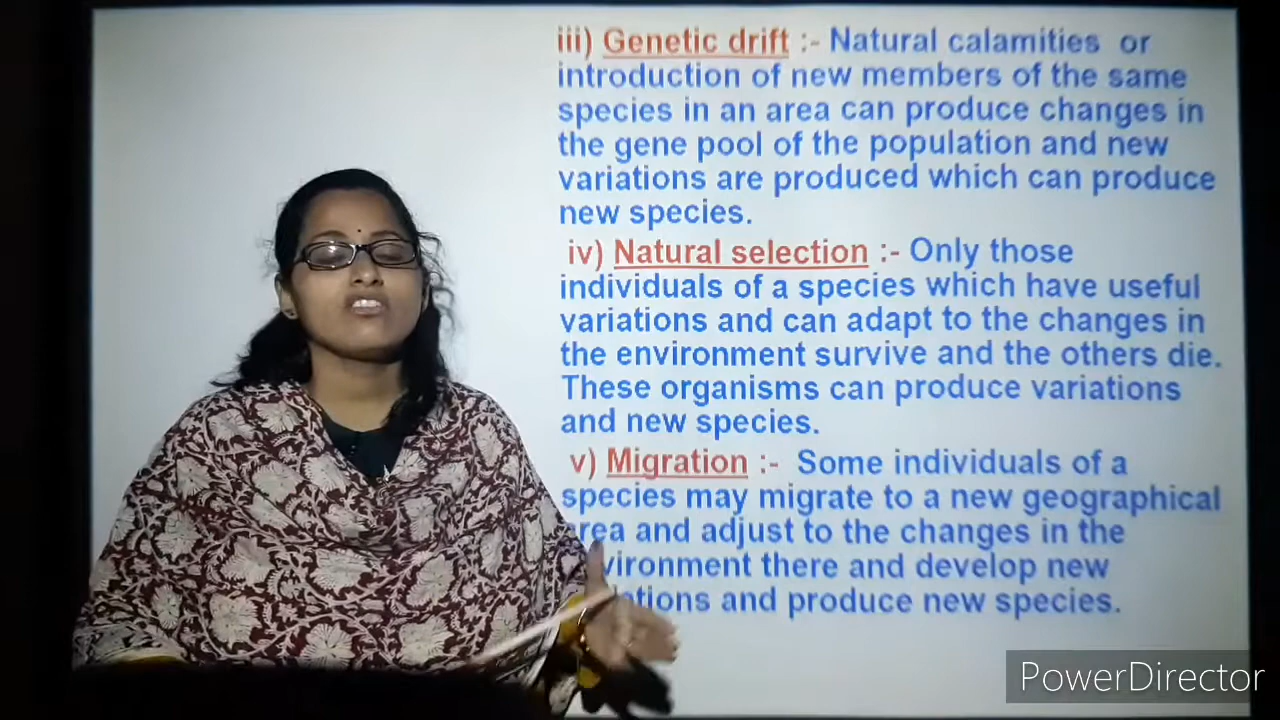 iii) Genetic drift :- Natural calamities or
introduction of new members of the same
species in an area can produce changes in
the gene pool of the population and new
variations are produced which can produce
new species.
iv) Natural selection :- Only those
individuals of a species which have useful
variations and can adapt to the changes in
the environment survive and the others die.
These organisms can produce variations
and new species.
v) Migration :- Some individuals of a
species may migrate to a new geographical
area and adjust to the changes in the
there and develop new
and produce new species.
PowerDirector